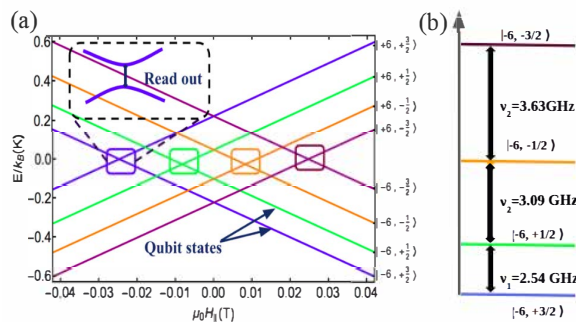 (a)
0.6
0.4
0.2
0.0
-0.2
-0.4
-0.6
E/kB(K)
Read out
Qubit states
|+6, +3/2⟩
|+6, +1/2⟩
|+6, -1/2⟩
|+6, -3/2⟩
|-6, -3/2⟩
|-6, -1/2⟩
|-6, +1/2⟩
|-6, +3/2⟩
-0.04 -0.03 -0.02 -0.01 0.00 0.01 0.02 0.03 0.04
μ0H∥(T)
(b)
|-6, -3/2 ⟩
ν2=3.63GHz
|-6, -1/2 ⟩
ν2=3.09 GHz
|-6, +1/2 ⟩
ν1=2.54 GHz
|-6, +3/2 ⟩